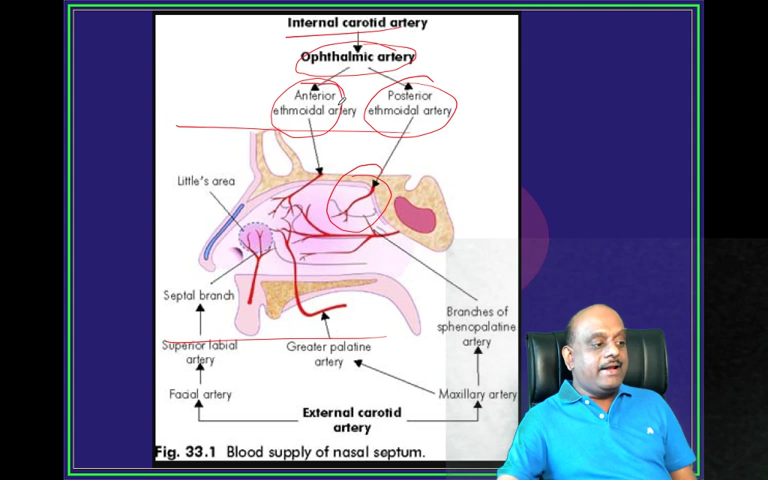 Internal carotid artery
Ophthalmic artery
Anterior
ethmoidal artery
Posterior
ethmoidal artery
Little's area
Septal branch
Superior labial
artery
Facial artery
Greater palatine
artery
Branches of
sphenopalatine
artery
Maxillary artery
External carotid
artery
Fig. 33.1 Blood supply of nasal septum.